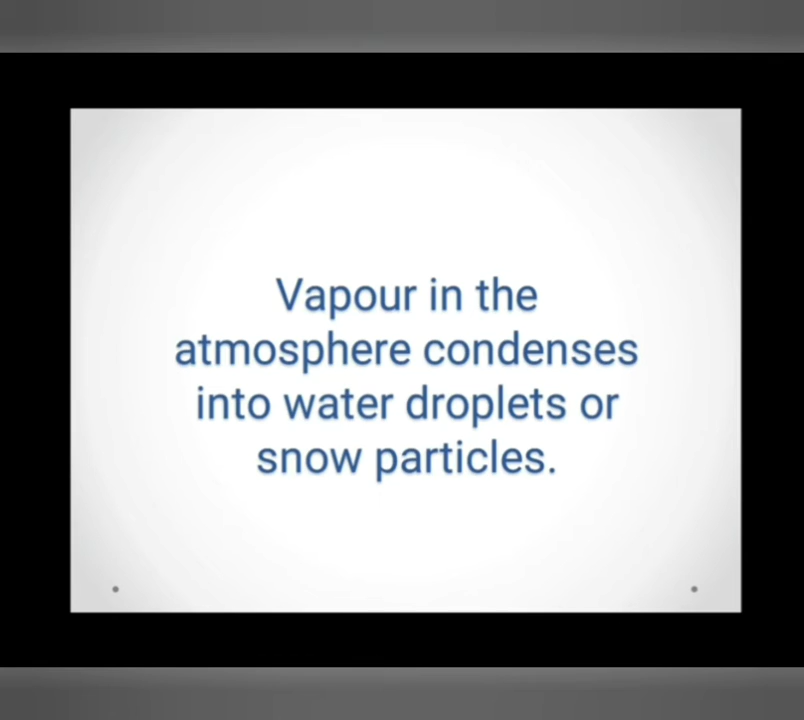 Vapour in the
atmosphere condenses
into water droplets or
snow particles.